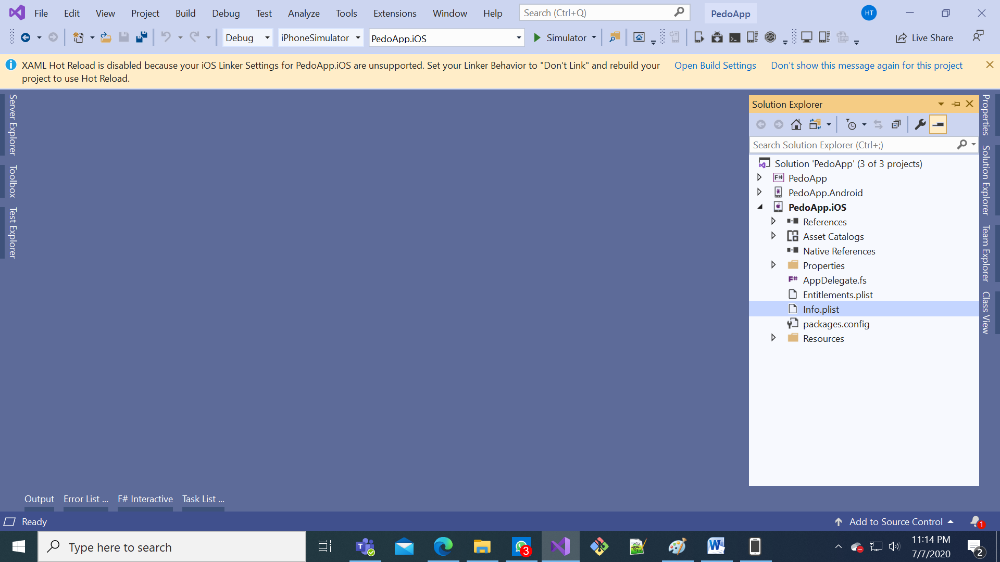 File Edit View Project Build Debug Test Analyze Tools Extensions Window Help Search (Ctrl+Q) PedoApp HT
Debug iPhoneSimulator PedoApp.iOS Simulator Live Share
XAML Hot Reload is disabled because your iOS Linker Settings for PedoApp.iOS are unsupported. Set your Linker Behavior to "Don't Link" and rebuild your Open Build Settings Don't show this message again for this project
project to use Hot Reload.
Server Explorer
Toolbox
Test Explorer
Solution Explorer
Search Solution Explorer (Ctrl+;)
Solution 'PedoApp' (3 of 3 projects)
F# PedoApp
PedoApp.Android
PedoApp.iOS
References
Asset Catalogs
Native References
Properties
F# AppDelegate.fs
Entitlements.plist
Info.plist
packages.config
Resources
Properties
Solution Explorer
Team Explorer
Class View
Output Error List ... F# Interactive Task List ...
Ready Add to Source Control 1
Type here to search 3 11:14 PM
7/7/2020 2